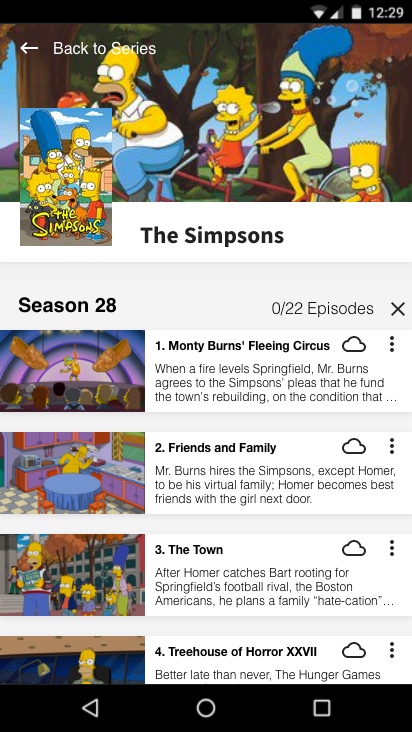 12:29
Back to Series
THE
SIMPSONS
The Simpsons
Season 28
0/22 Episodes
1. Monty Burns' Fleeing Circus
When a fire levels Springfield, Mr. Burns
agrees to the Simpsons' pleas that he fund
the town's rebuilding, on the condition that ...
2. Friends and Family
Mr. Burns hires the Simpsons, except Homer,
to be his virtual family; Homer becomes best
friends with the girl next door.
3. The Town
After Homer catches Bart rooting for
Springfield's football rival, the Boston
Americans, he plans a family “hate-cation”...
4. Treehouse of Horror XXVII
Better late than never, The Hunger Games